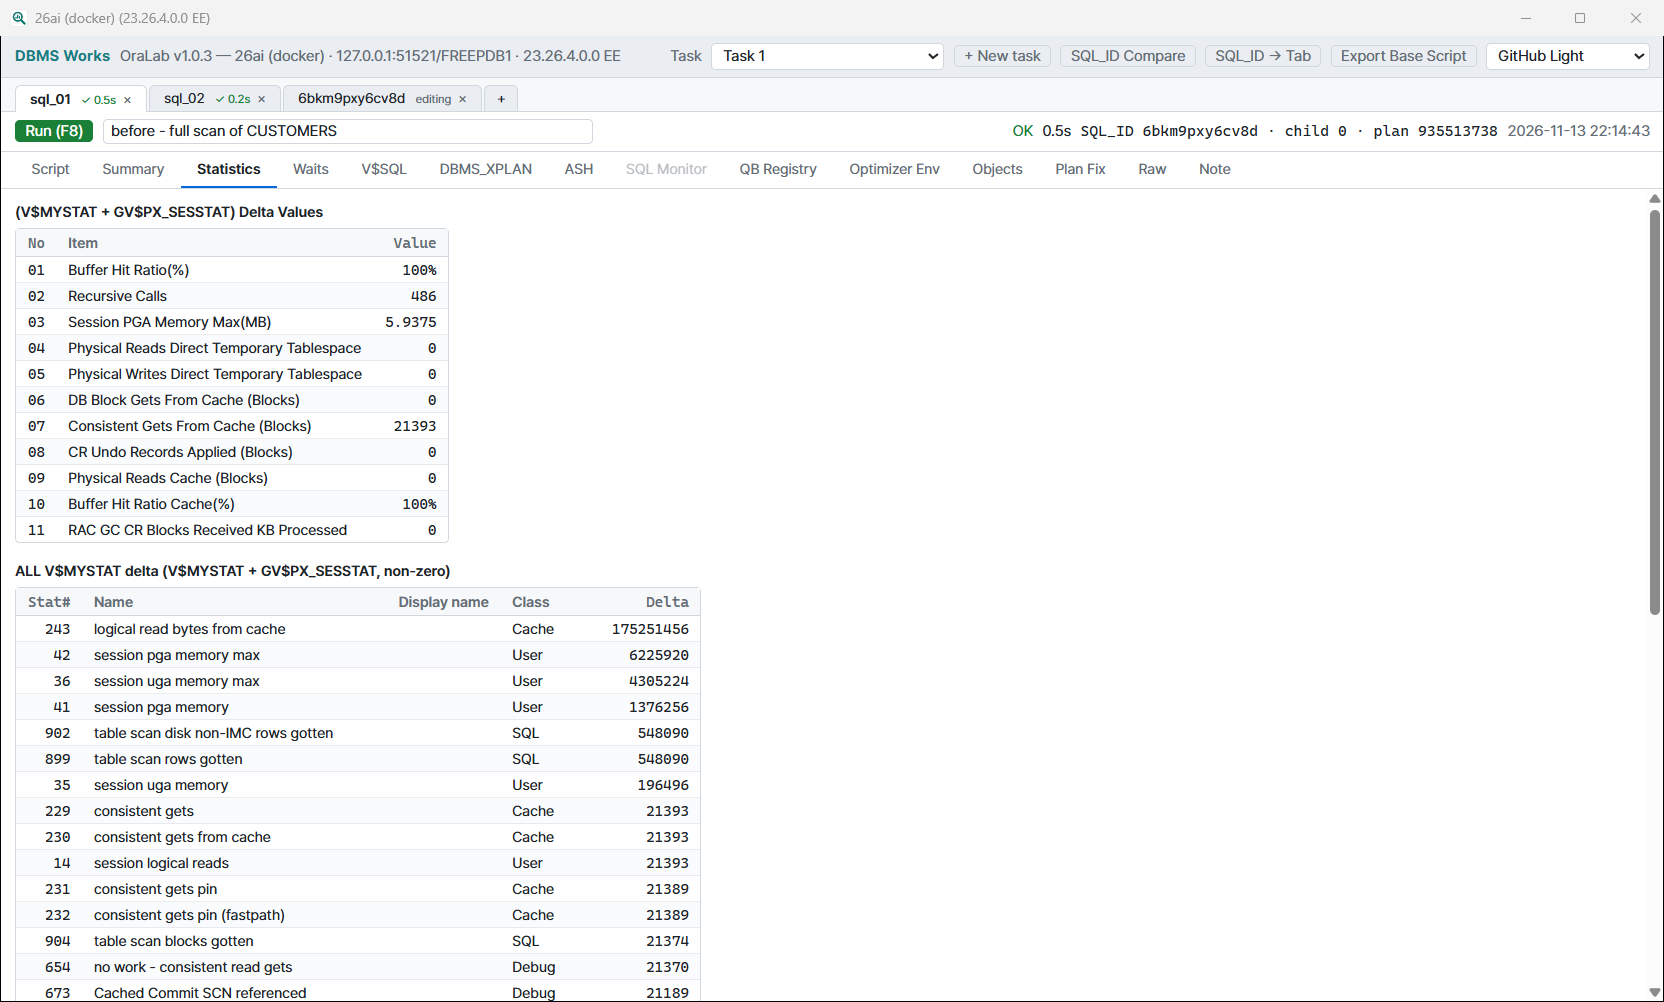 26ai (docker) (23.26.4.0.0 EE)
DBMS Works OraLab v1.0.3 — 26ai (docker) · 127.0.0.1:51521/FREEPDB1 · 23.26.4.0.0 EE Task Task 1 + New task SQL_ID Compare SQL_ID → Tab Export Base Script GitHub Light
sql_01 ✓ 0.5s × sql_02 ✓ 0.2s × 6bkm9pxy6cv8d editing × +
Run (F8) before - full scan of CUSTOMERS OK 0.5s SQL_ID 6bkm9pxy6cv8d · child 0 · plan 935513738 2026-11-13 22:14:43
Script Summary Statistics Waits V$SQL DBMS_XPLAN ASH SQL Monitor QB Registry Optimizer Env Objects Plan Fix Raw Note
(V$MYSTAT + GV$PX_SESSTAT) Delta Values
No Item Value
01 Buffer Hit Ratio(%) 100%
02 Recursive Calls 486
03 Session PGA Memory Max(MB) 5.9375
04 Physical Reads Direct Temporary Tablespace 0
05 Physical Writes Direct Temporary Tablespace 0
06 DB Block Gets From Cache (Blocks) 0
07 Consistent Gets From Cache (Blocks) 21393
08 CR Undo Records Applied (Blocks) 0
09 Physical Reads Cache (Blocks) 0
10 Buffer Hit Ratio Cache(%) 100%
11 RAC GC CR Blocks Received KB Processed 0
ALL V$MYSTAT delta (V$MYSTAT + GV$PX_SESSTAT, non-zero)
Stat# Name Display name Class Delta
243 logical read bytes from cache Cache 175251456
42 session pga memory max User 6225920
36 session uga memory max User 4305224
41 session pga memory User 1376256
902 table scan disk non-IMC rows gotten SQL 548090
899 table scan rows gotten SQL 548090
35 session uga memory User 196496
229 consistent gets Cache 21393
230 consistent gets from cache Cache 21393
14 session logical reads User 21393
231 consistent gets pin Cache 21389
232 consistent gets pin (fastpath) Cache 21389
904 table scan blocks gotten SQL 21374
654 no work - consistent read gets Debug 21370
673 Cached Commit SCN referenced Debug 21189